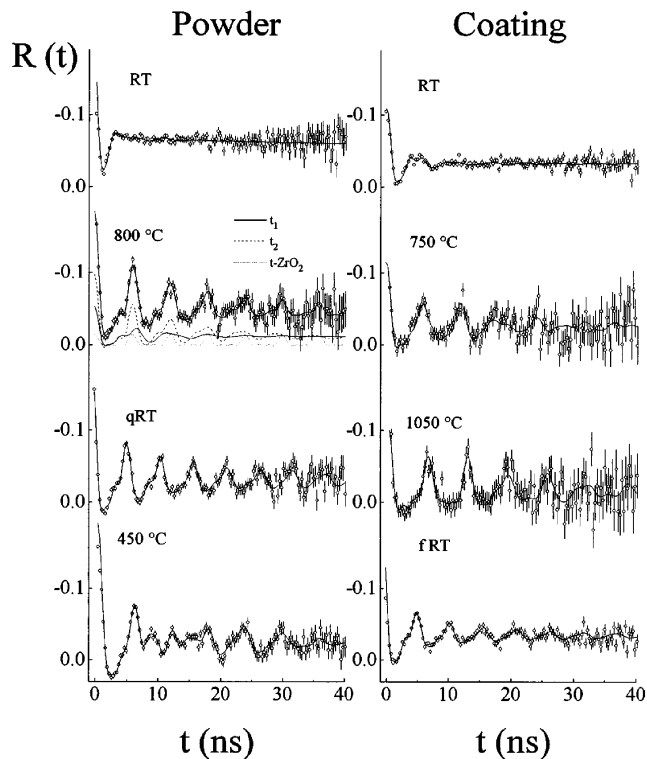 Powder
Coating
R (t)
RT
-0.1
0.0
800 °C
t₁
t₂
t-ZrO₂
-0.1
0.0
qRT
-0.1
0.0
450 °C
-0.1
0.0
0 10 20 30 40
t (ns)
RT
-0.1
0.0
750 °C
-0.1
0.0
1050 °C
-0.1
0.0
f RT
-0.1
0.0
0 10 20 30 40
t (ns)